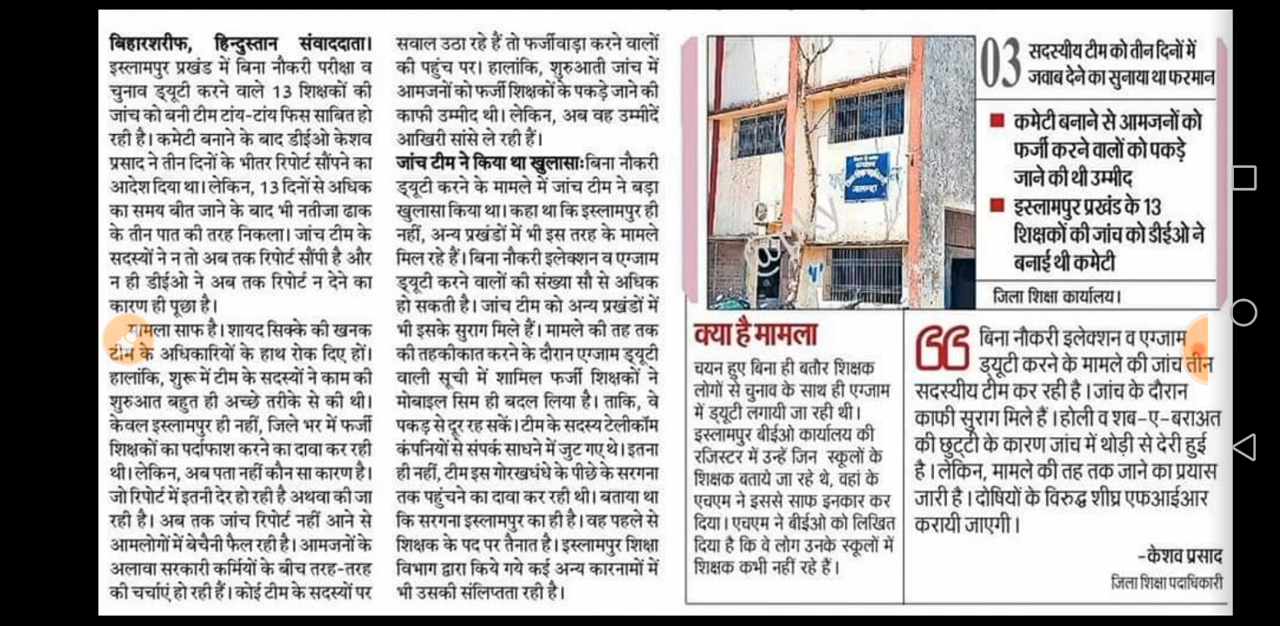 बिहारशरीफ, हिन्दुस्तान संवाददाता।
इस्लामपुर प्रखंड में बिना नौकरी परीक्षा व
चुनाव ड्यूटी करने वाले 13 शिक्षकों की
जांच को बनी टीम टांय-टांय फिस साबित हो
रही है। कमेटी बनाने के बाद डीईओ केशव
प्रसाद ने तीन दिनों के भीतर रिपोर्ट सौंपने का
आदेश दिया था। लेकिन, 13 दिनों से अधिक
का समय बीत जाने के बाद भी नतीजा ढाक
के तीन पात की तरह निकला। जांच टीम के
सदस्यों ने न तो अब तक रिपोर्ट सौंपी है और
न ही डीईओ ने अब तक रिपोर्ट न देने का
कारण ही पूछा है।
मामला साफ है। शायद सिक्के की खनक
टीम के अधिकारियों के हाथ रोक दिए हों।
हालांकि, शुरू में टीम के सदस्यों ने काम की
शुरुआत बहुत ही अच्छे तरीके से की थी।
केवल इस्लामपुर ही नहीं, जिले भर में फर्जी
शिक्षकों का पर्दाफाश करने का दावा कर रही
थी। लेकिन, अब पता नहीं कौन सा कारण है।
जो रिपोर्ट में इतनी देर हो रही है अथवा की जा
रही है। अब तक जांच रिपोर्ट नहीं आने से
आमलोगों में बेचैनी फैल रही है। आमजनों के
अलावा सरकारी कर्मियों के बीच तरह-तरह
की चर्चाएं हो रही हैं। कोई टीम के सदस्यों पर
सवाल उठा रहे हैं तो फर्जीवाड़ा करने वालों
की पहुंच पर। हालांकि, शुरुआती जांच में
आमजनों को फर्जी शिक्षकों के पकड़े जाने की
काफी उम्मीद थी। लेकिन, अब वह उम्मीदें
आखिरी सांसे ले रही हैं।
जांच टीम ने किया था खुलासाः बिना नौकरी
ड्यूटी करने के मामले में जांच टीम ने बड़ा
खुलासा किया था। कहा था कि इस्लामपुर ही
नहीं, अन्य प्रखंडों में भी इस तरह के मामले
मिल रहे हैं। बिना नौकरी इलेक्शन व एग्जाम
ड्यूटी करने वालों की संख्या सौ से अधिक
हो सकती है। जांच टीम को अन्य प्रखंडों में
भी इसके सुराग मिले हैं। मामले की तह तक
की तहकीकात करने के दौरान एग्जाम ड्यूटी
वाली सूची में शामिल फर्जी शिक्षकों ने
मोबाइल सिम ही बदल लिया है। ताकि, वे
पकड़ से दूर रह सकें। टीम के सदस्य टेलीकॉम
कंपनियों से संपर्क साधने में जुट गए थे। इतना
ही नहीं, टीम इस गोरखधंधे के पीछे के सरगना
तक पहुंचने का दावा कर रही थी। बताया था
कि सरगना इस्लामपुर का ही है। वह पहले से
शिक्षक के पद पर तैनात है। इस्लामपुर शिक्षा
विभाग द्वारा किये गये कई अन्य कारनामों में
भी उसकी संलिप्तता रही है।
03 सदस्यीय टीम को तीन दिनों में
जवाब देने का सुनाया था फरमान
कमेटी बनाने से आमजनों को
फर्जी करने वालों को पकड़े
जाने की थी उम्मीद
इस्लामपुर प्रखंड के 13
शिक्षकों की जांच को डीईओ ने
बनाई थी कमेटी
जिला शिक्षा कार्यालय।
क्या है मामला
चयन हुए बिना ही बतौर शिक्षक
लोगों से चुनाव के साथ ही एग्जाम
में ड्यूटी लगायी जा रही थी।
इस्लामपुर बीईओ कार्यालय की
रजिस्टर में उन्हें जिन स्कूलों के
शिक्षक बताये जा रहे थे, वहां के
एचएम ने इससे साफ इनकार कर
दिया। एचएम ने बीईओ को लिखित
दिया है कि वे लोग उनके स्कूलों में
शिक्षक कभी नहीं रहे हैं।
बिना नौकरी इलेक्शन व एग्जाम
ड्यूटी करने के मामले की जांच तीन
सदस्यीय टीम कर रही है। जांच के दौरान
काफी सुराग मिले हैं। होली व शब-ए-बराअत
की छुट्टी के कारण जांच में थोड़ी से देरी हुई
है। लेकिन, मामले की तह तक जाने का प्रयास
जारी है। दोषियों के विरुद्ध शीघ्र एफआईआर
करायी जाएगी।
-केशव प्रसाद
जिला शिक्षा पदाधिकारी